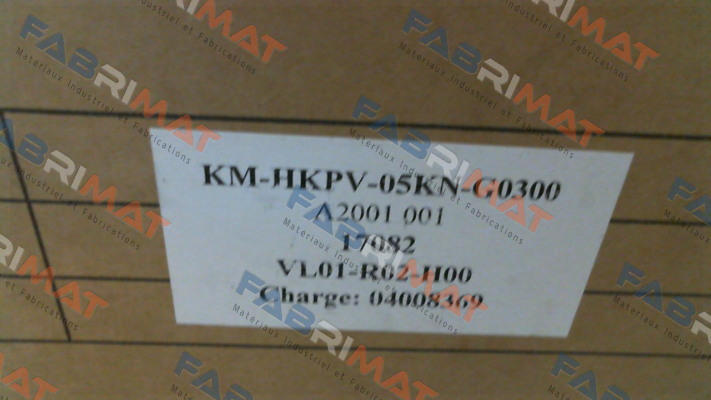 KM-HKPV-05KN-G0300
A2001 001
17082
VL01-R02-H00
Charge: 04008369
FABRIMAT
Materiaux Industriel et Fabrications